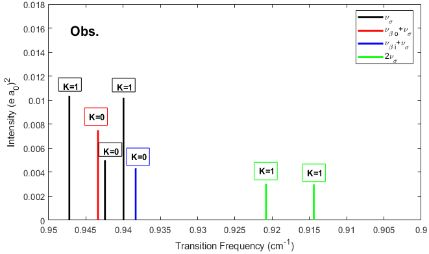 0.018
0.016
0.014
0.012
0.01
0.008
0.006
0.004
0.002
0
Intensity (e a₀)²
Obs.
K=1
K=0
K=0
K=1
K=0
K=1
K=1
ν_σ
ν_β o+ν_σ
ν_β i+ν_σ
2ν_σ
0.95 0.945 0.94 0.935 0.93 0.925 0.92 0.915 0.91 0.905 0.9
Transition Frequency (cm⁻¹)